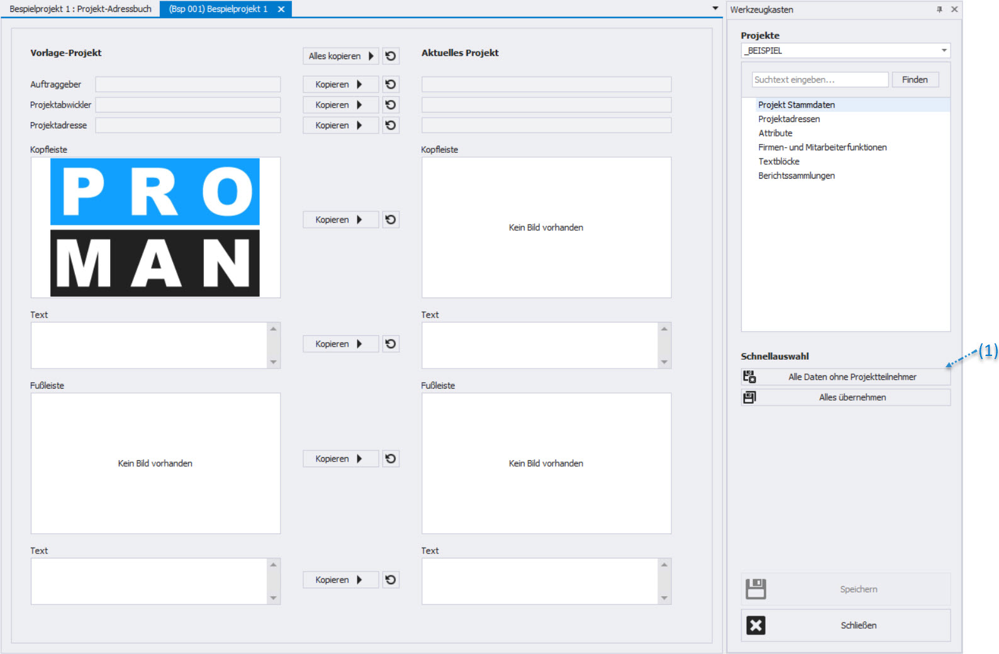 Bespielprojekt 1 : Projekt-Adressbuch
(Bsp 001) Bespielprojekt 1
Vorlage-Projekt
Alles kopieren
Aktuelles Projekt
Auftraggeber
Kopieren
Projektabwickler
Kopieren
Projektadresse
Kopieren
Kopfleiste
Kopfleiste
PRO
MAN
Kopieren
Kein Bild vorhanden
Text
Text
Kopieren
Fußleiste
Fußleiste
Kein Bild vorhanden
Kopieren
Kein Bild vorhanden
Text
Text
Kopieren
Werkzeugkasten
Projekte
_BEISPIEL
Suchtext eingeben...
Finden
Projekt Stammdaten
Projektadressen
Attribute
Firmen- und Mitarbeiterfunktionen
Textblöcke
Berichtssammlungen
(1)
Schnellauswahl
Alle Daten ohne Projektteilnehmer
Alles übernehmen
Speichern
Schließen